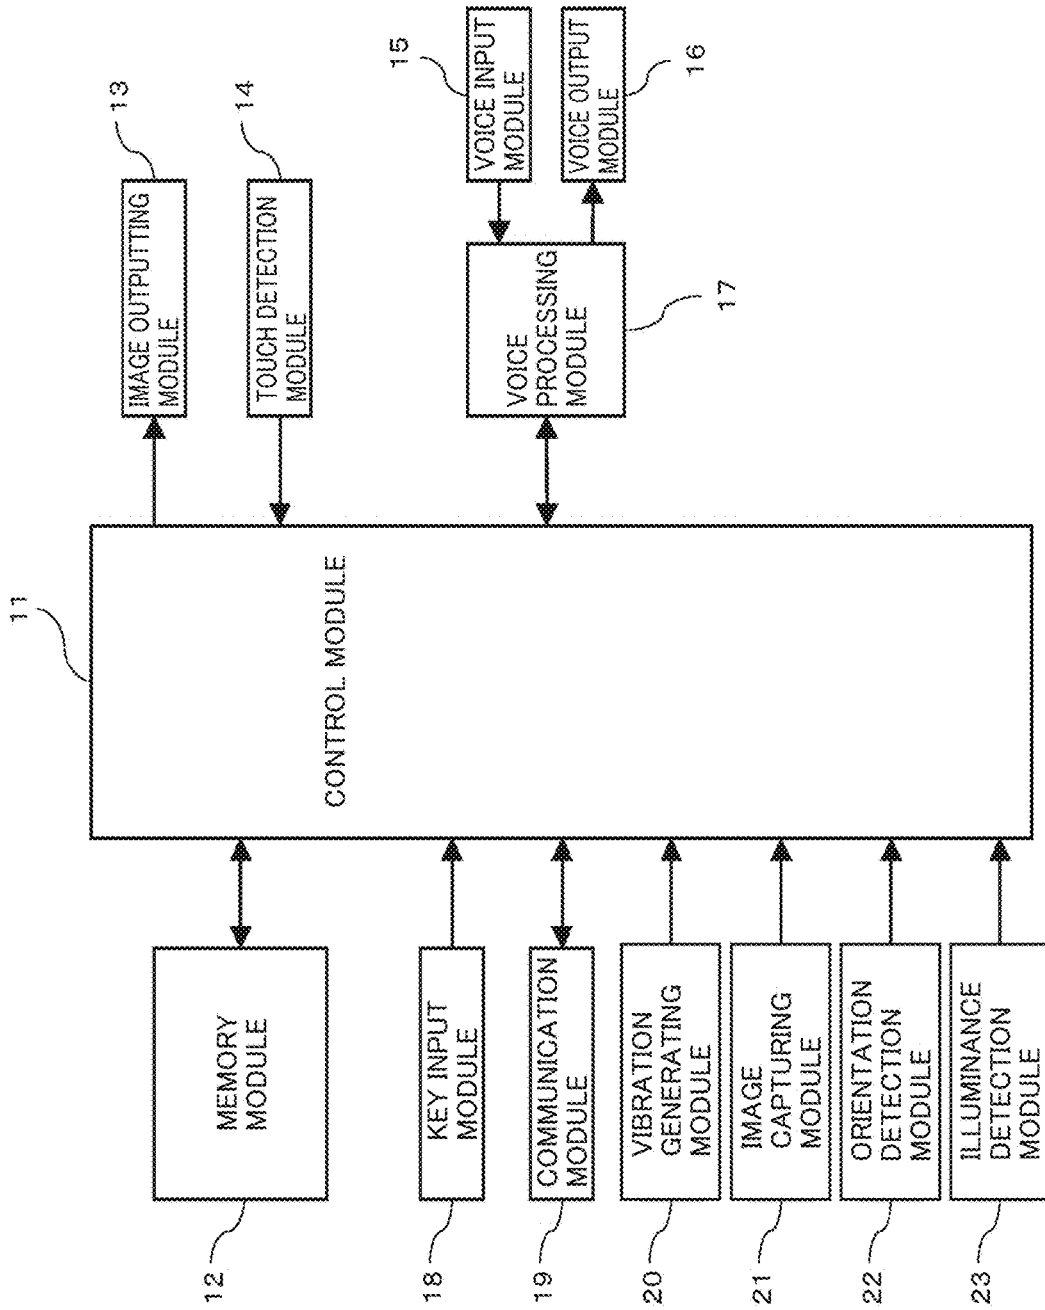 11
CONTROL MODULE
12
MEMORY
MODULE
13
IMAGE OUTPUTTING
MODULE
14
TOUCH DETECTION
MODULE
15
VOICE INPUT
MODULE
16
VOICE OUTPUT
MODULE
17
VOICE
PROCESSING
MODULE
18
KEY INPUT
MODULE
19
COMMUNICATION
MODULE
20
VIBRATION
GENERATING
MODULE
21
IMAGE
CAPTURING
MODULE
22
ORIENTATION
DETECTION
MODULE
23
ILLUMINANCE
DETECTION
MODULE